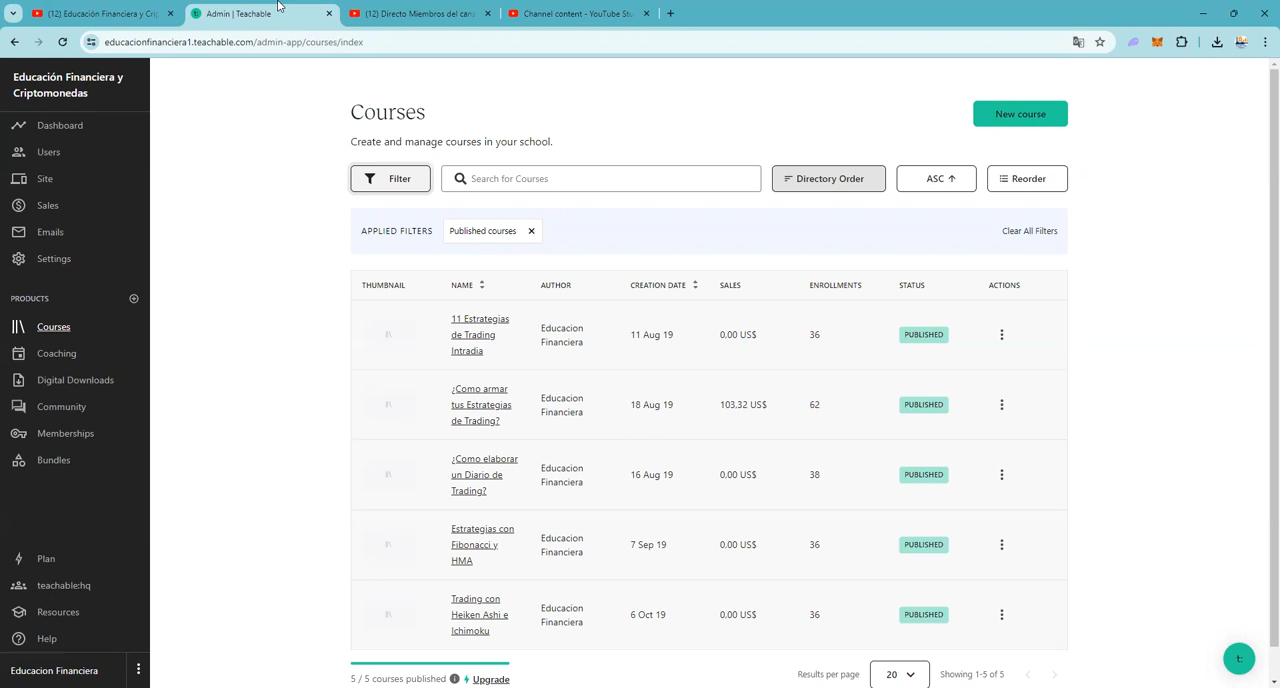 (12) Educación Financiera y Crip
Admin | Teachable
(12) Directo Miembros del cana
Channel content - YouTube Stu
educacionfinanciera1.teachable.com/admin-app/courses/index
Educación Financiera y
Criptomonedas
Dashboard
Users
Site
Sales
Emails
Settings
PRODUCTS
Courses
Coaching
Digital Downloads
Community
Memberships
Bundles
Plan
teachable:hq
Resources
Help
Educacion Financiera
Courses
New course
Create and manage courses in your school.
Filter
Search for Courses
Directory Order
ASC
Reorder
APPLIED FILTERS
Published courses
Clear All Filters
THUMBNAIL NAME AUTHOR CREATION DATE SALES ENROLLMENTS STATUS ACTIONS
11 Estrategias
de Trading
Intradia
Educacion
Financiera
11 Aug 19
0,00 US$
36
PUBLISHED
¿Como armar
tus Estrategias
de Trading?
Educacion
Financiera
18 Aug 19
103,32 US$
62
PUBLISHED
¿Como elaborar
un Diario de
Trading?
Educacion
Financiera
16 Aug 19
0,00 US$
38
PUBLISHED
Estrategias con
Fibonacci y
HMA
Educacion
Financiera
7 Sep 19
0,00 US$
36
PUBLISHED
Trading con
Heiken Ashi e
Ichimoku
Educacion
Financiera
6 Oct 19
0,00 US$
36
PUBLISHED
5 / 5 courses published
Upgrade
Results per page
20
Showing 1-5 of 5
t: